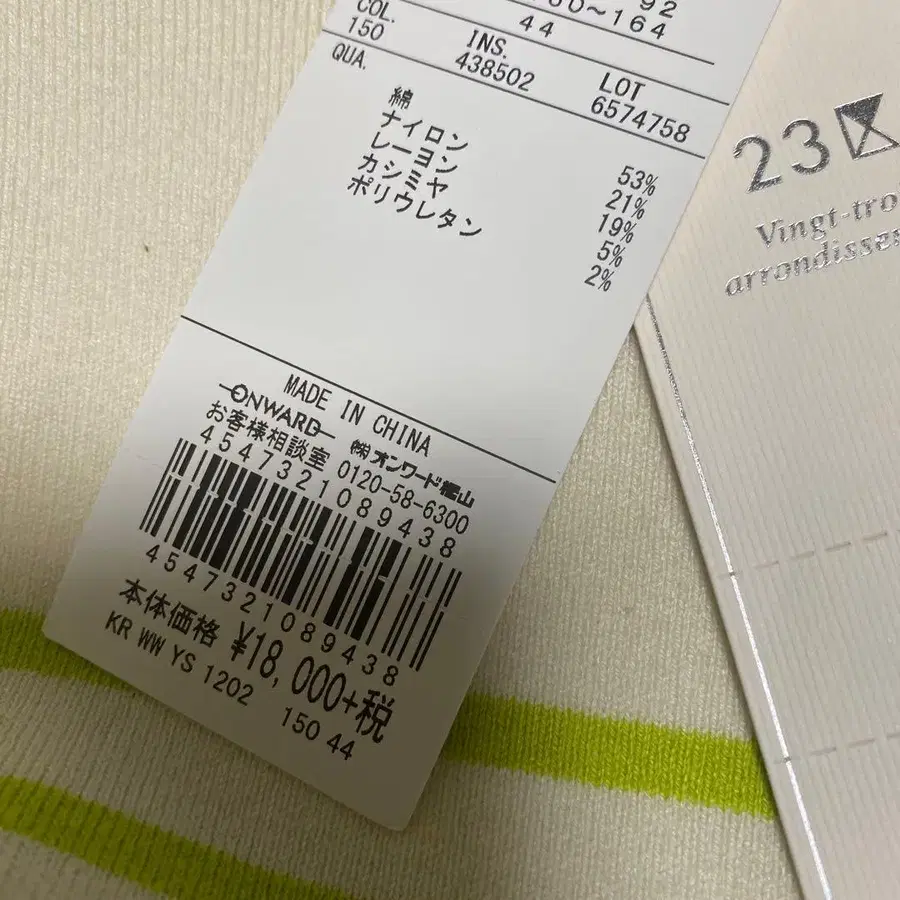 92
~164
44
COL.
150
INS.
438502
LOT
6574758
QUA.
綿 53%
ナイロン 21%
レーヨン 19%
カシミヤ 5%
ポリウレタン 2%
MADE IN CHINA
ONWARD ㈱オンワード樫山
お客様相談室 0120-58-6300
4547321089438
4547321089438
本体価格 ¥18,000+税
KR WW YS 1202 150 44
23区
Vingt-tro
arrondisse